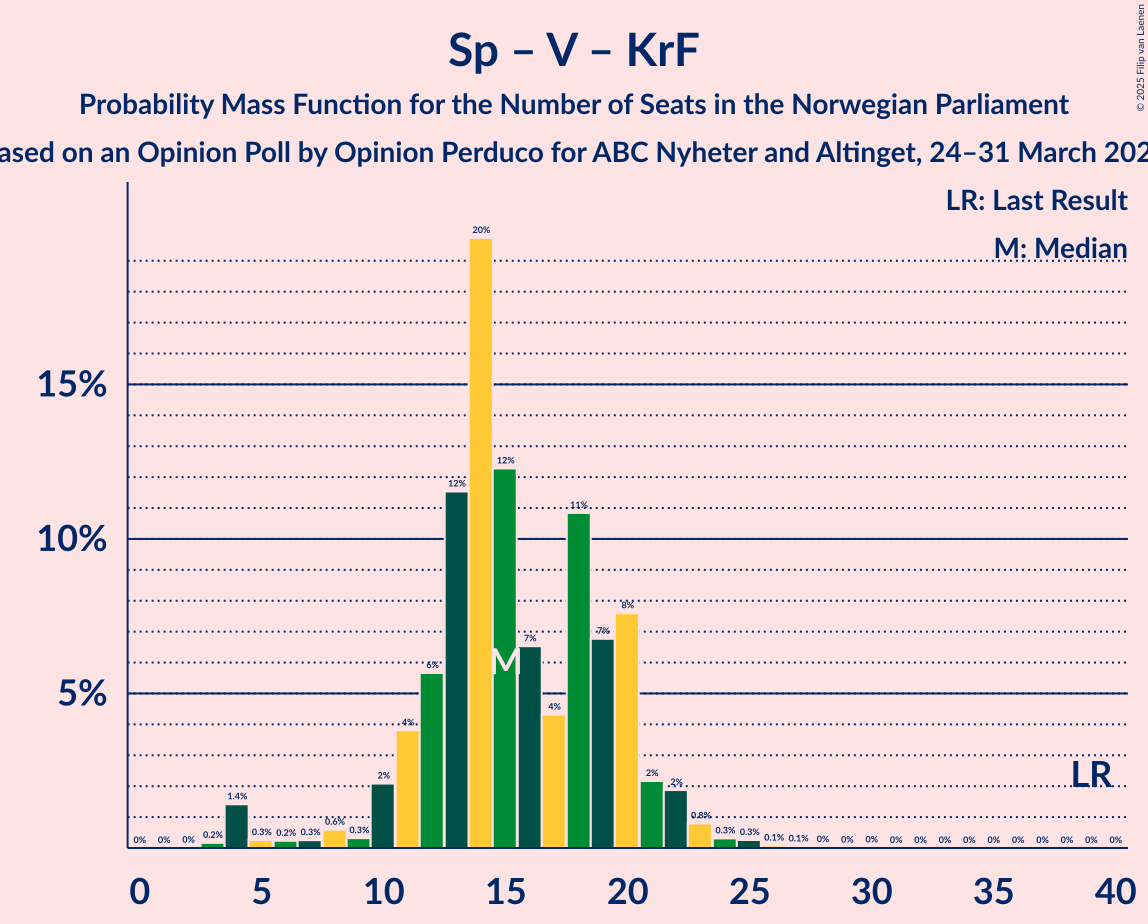 Sp – V – KrF
Probability Mass Function for the Number of Seats in the Norwegian Parliament
ased on an Opinion Poll by Opinion Perduco for ABC Nyheter and Altinget, 24–31 March 202
© 2025 Filip van Laenen
LR: Last Result
M: Median
15%
10%
5%
0% 0% 0% 0.2% 1.4% 0.3% 0.2% 0.3% 0.6% 0.3% 2% 4% 6% 12% 20% 12% 7% 4% 11% 7% 8% 2% 2% 0.8% 0.3% 0.3% 0.1% 0.1% 0% 0% 0% 0% 0% 0% 0% 0% 0% 0% 0% 0% 0%
M
LR
0 5 10 15 20 25 30 35 40